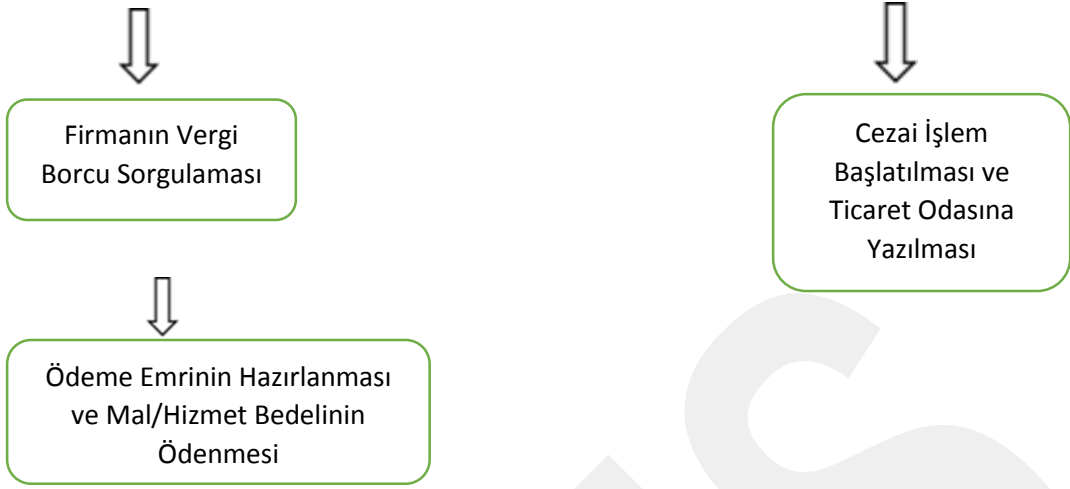 Firmanın Vergi
Borcu Sorgulaması
Cezai İşlem
Başlatılması ve
Ticaret Odasına
Yazılması
Ödeme Emrinin Hazırlanması
ve Mal/Hizmet Bedelinin
Ödenmesi